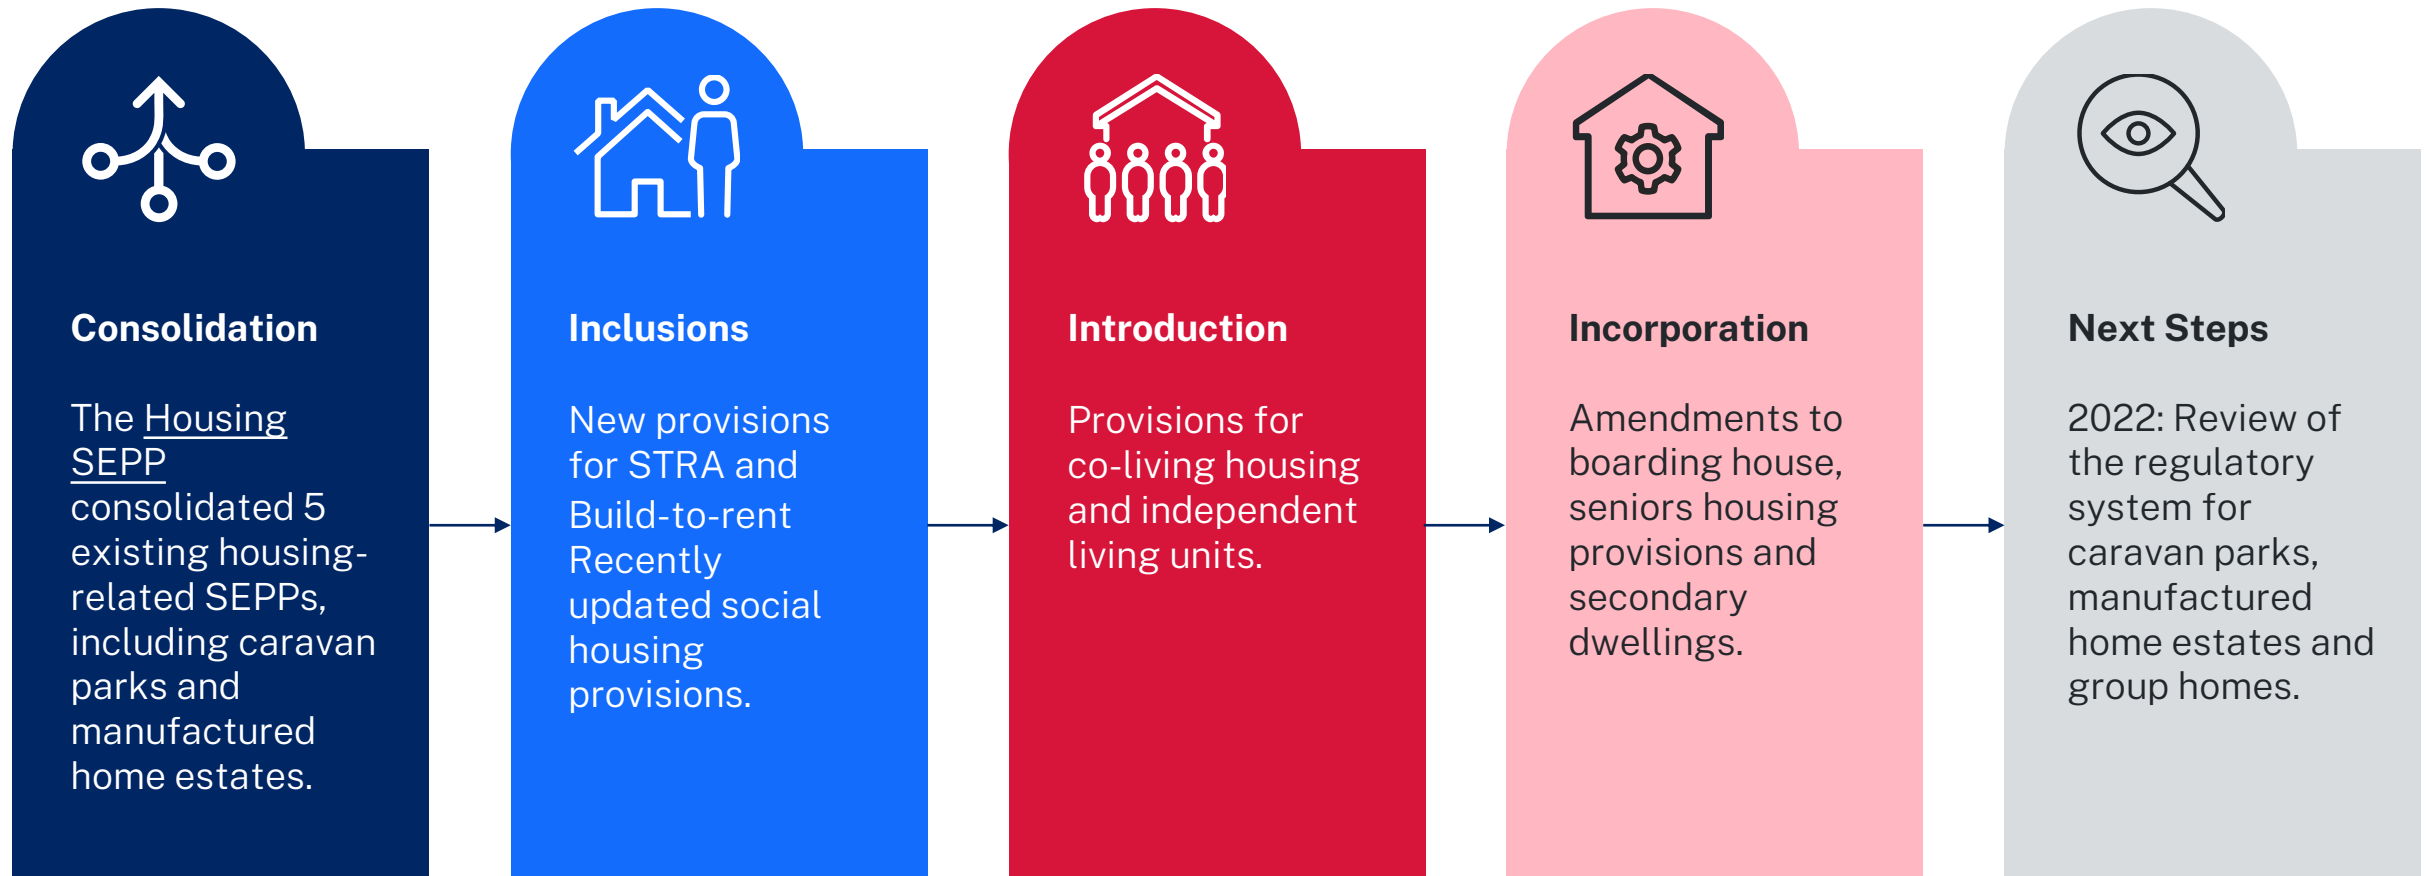 Consolidation
The Housing
SEPP
consolidated 5
existing housing-
related SEPPs,
including caravan
parks and
manufactured
home estates.
Inclusions
New provisions
for STRA and
Build-to-rent
Recently
updated social
housing
provisions.
Introduction
Provisions for
co-living housing
and independent
living units.
Incorporation
Amendments to
boarding house,
seniors housing
provisions and
secondary
dwellings.
Next Steps
2022: Review of
the regulatory
system for
caravan parks,
manufactured
home estates and
group homes.